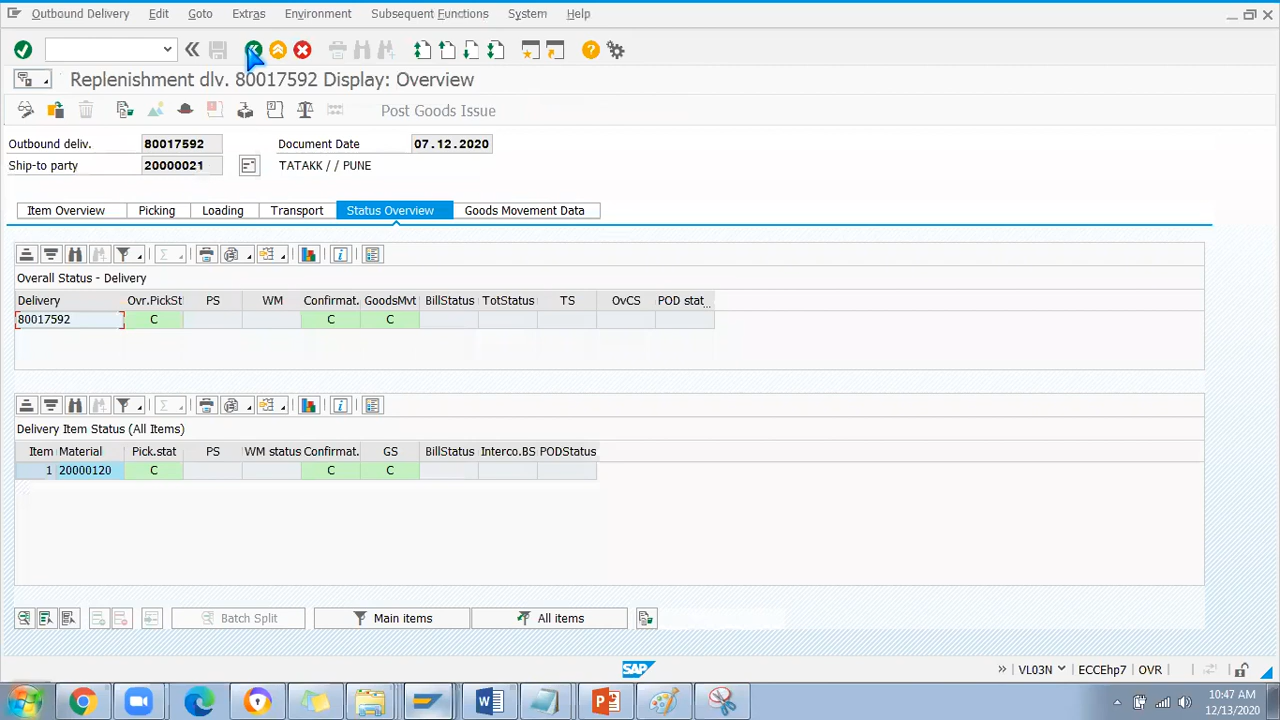 Outbound Delivery Edit Goto Extras Environment Subsequent Functions System Help
Replenishment dlv. 80017592 Display: Overview
Post Goods Issue
Outbound deliv. 80017592 Document Date 07.12.2020
Ship-to party 20000021 TATAKK / / PUNE
Item Overview Picking Loading Transport Status Overview Goods Movement Data
Overall Status - Delivery
Delivery Ovr.PickSt PS WM Confirmat. GoodsMvt BillStatus TotStatus TS OvCS POD stat...
80017592 C C C
Delivery Item Status (All Items)
Item Material Pick.stat PS WM status Confirmat. GS BillStatus Interco.BS PODStatus
1 20000120 C C C
Batch Split Main items All items
SAP VL03N ECCEhp7 OVR
10:47 AM
12/13/2020